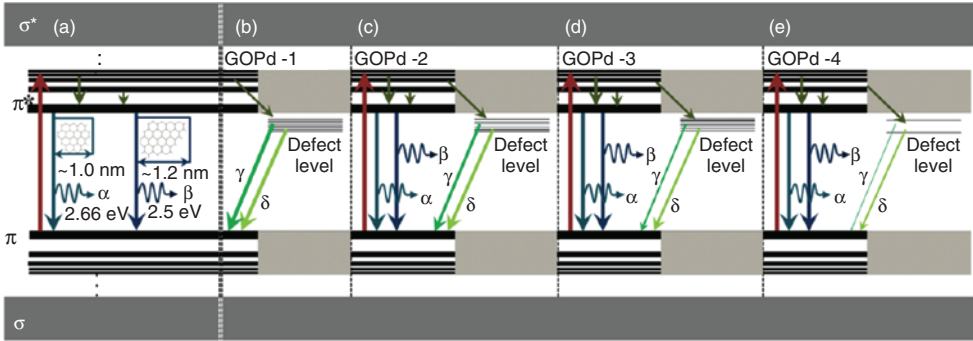 σ* (a) (b) (c) (d) (e)
GOPd -1 GOPd -2 GOPd -3 GOPd -4
π*
~1.0 nm
α
2.66 eV
~1.2 nm
β
2.5 eV
Defect
level
γ
δ
β
α
Defect
level
γ
δ
β
α
Defect
level
γ
δ
β
α
Defect
level
γ
δ
π
σ